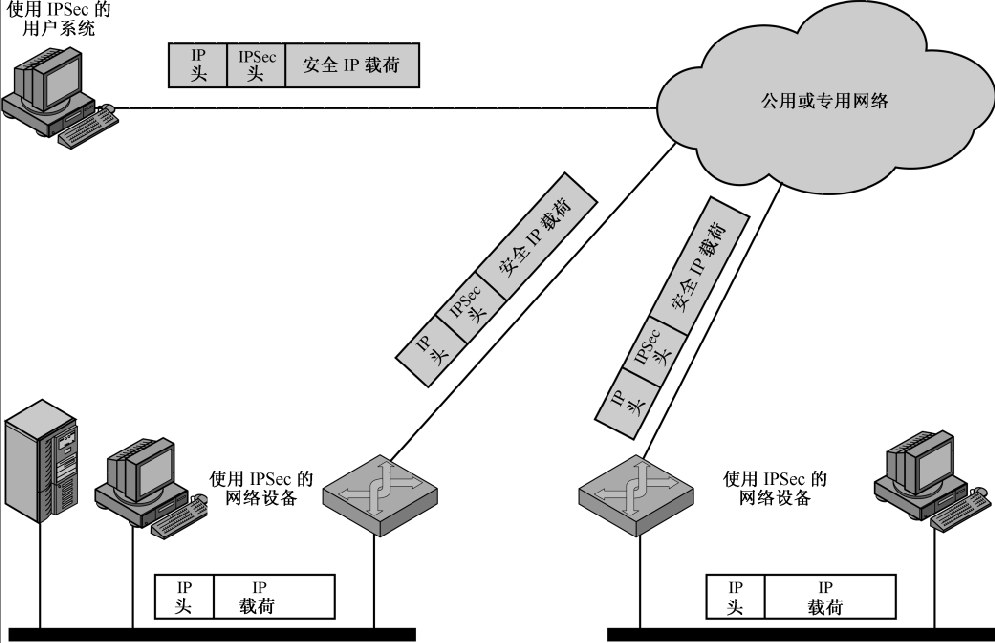 使用 IPSec 的
用户系统
IP
头
IPSec
头
安全 IP 载荷
公用或专用网络
IP
头
IPSec
头
安全 IP 载荷
IP
头
IPSec
头
安全 IP 载荷
使用 IPSec 的
网络设备
使用 IPSec 的
网络设备
IP
头
IP
载荷
IP
头
IP
载荷